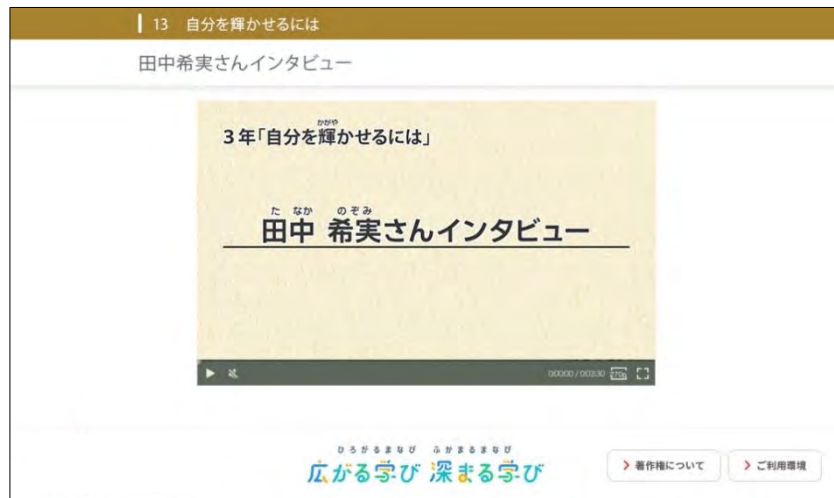 13 自分を輝かせるには
田中希実さんインタビュー
かがや
3年「自分を輝かせるには」
た なか のぞみ
田中 希実さんインタビュー
00:00 / 03:30
ひろがるまなび ふかまるまなび
広がる学び 深まる学び
著作権について
ご利用環境